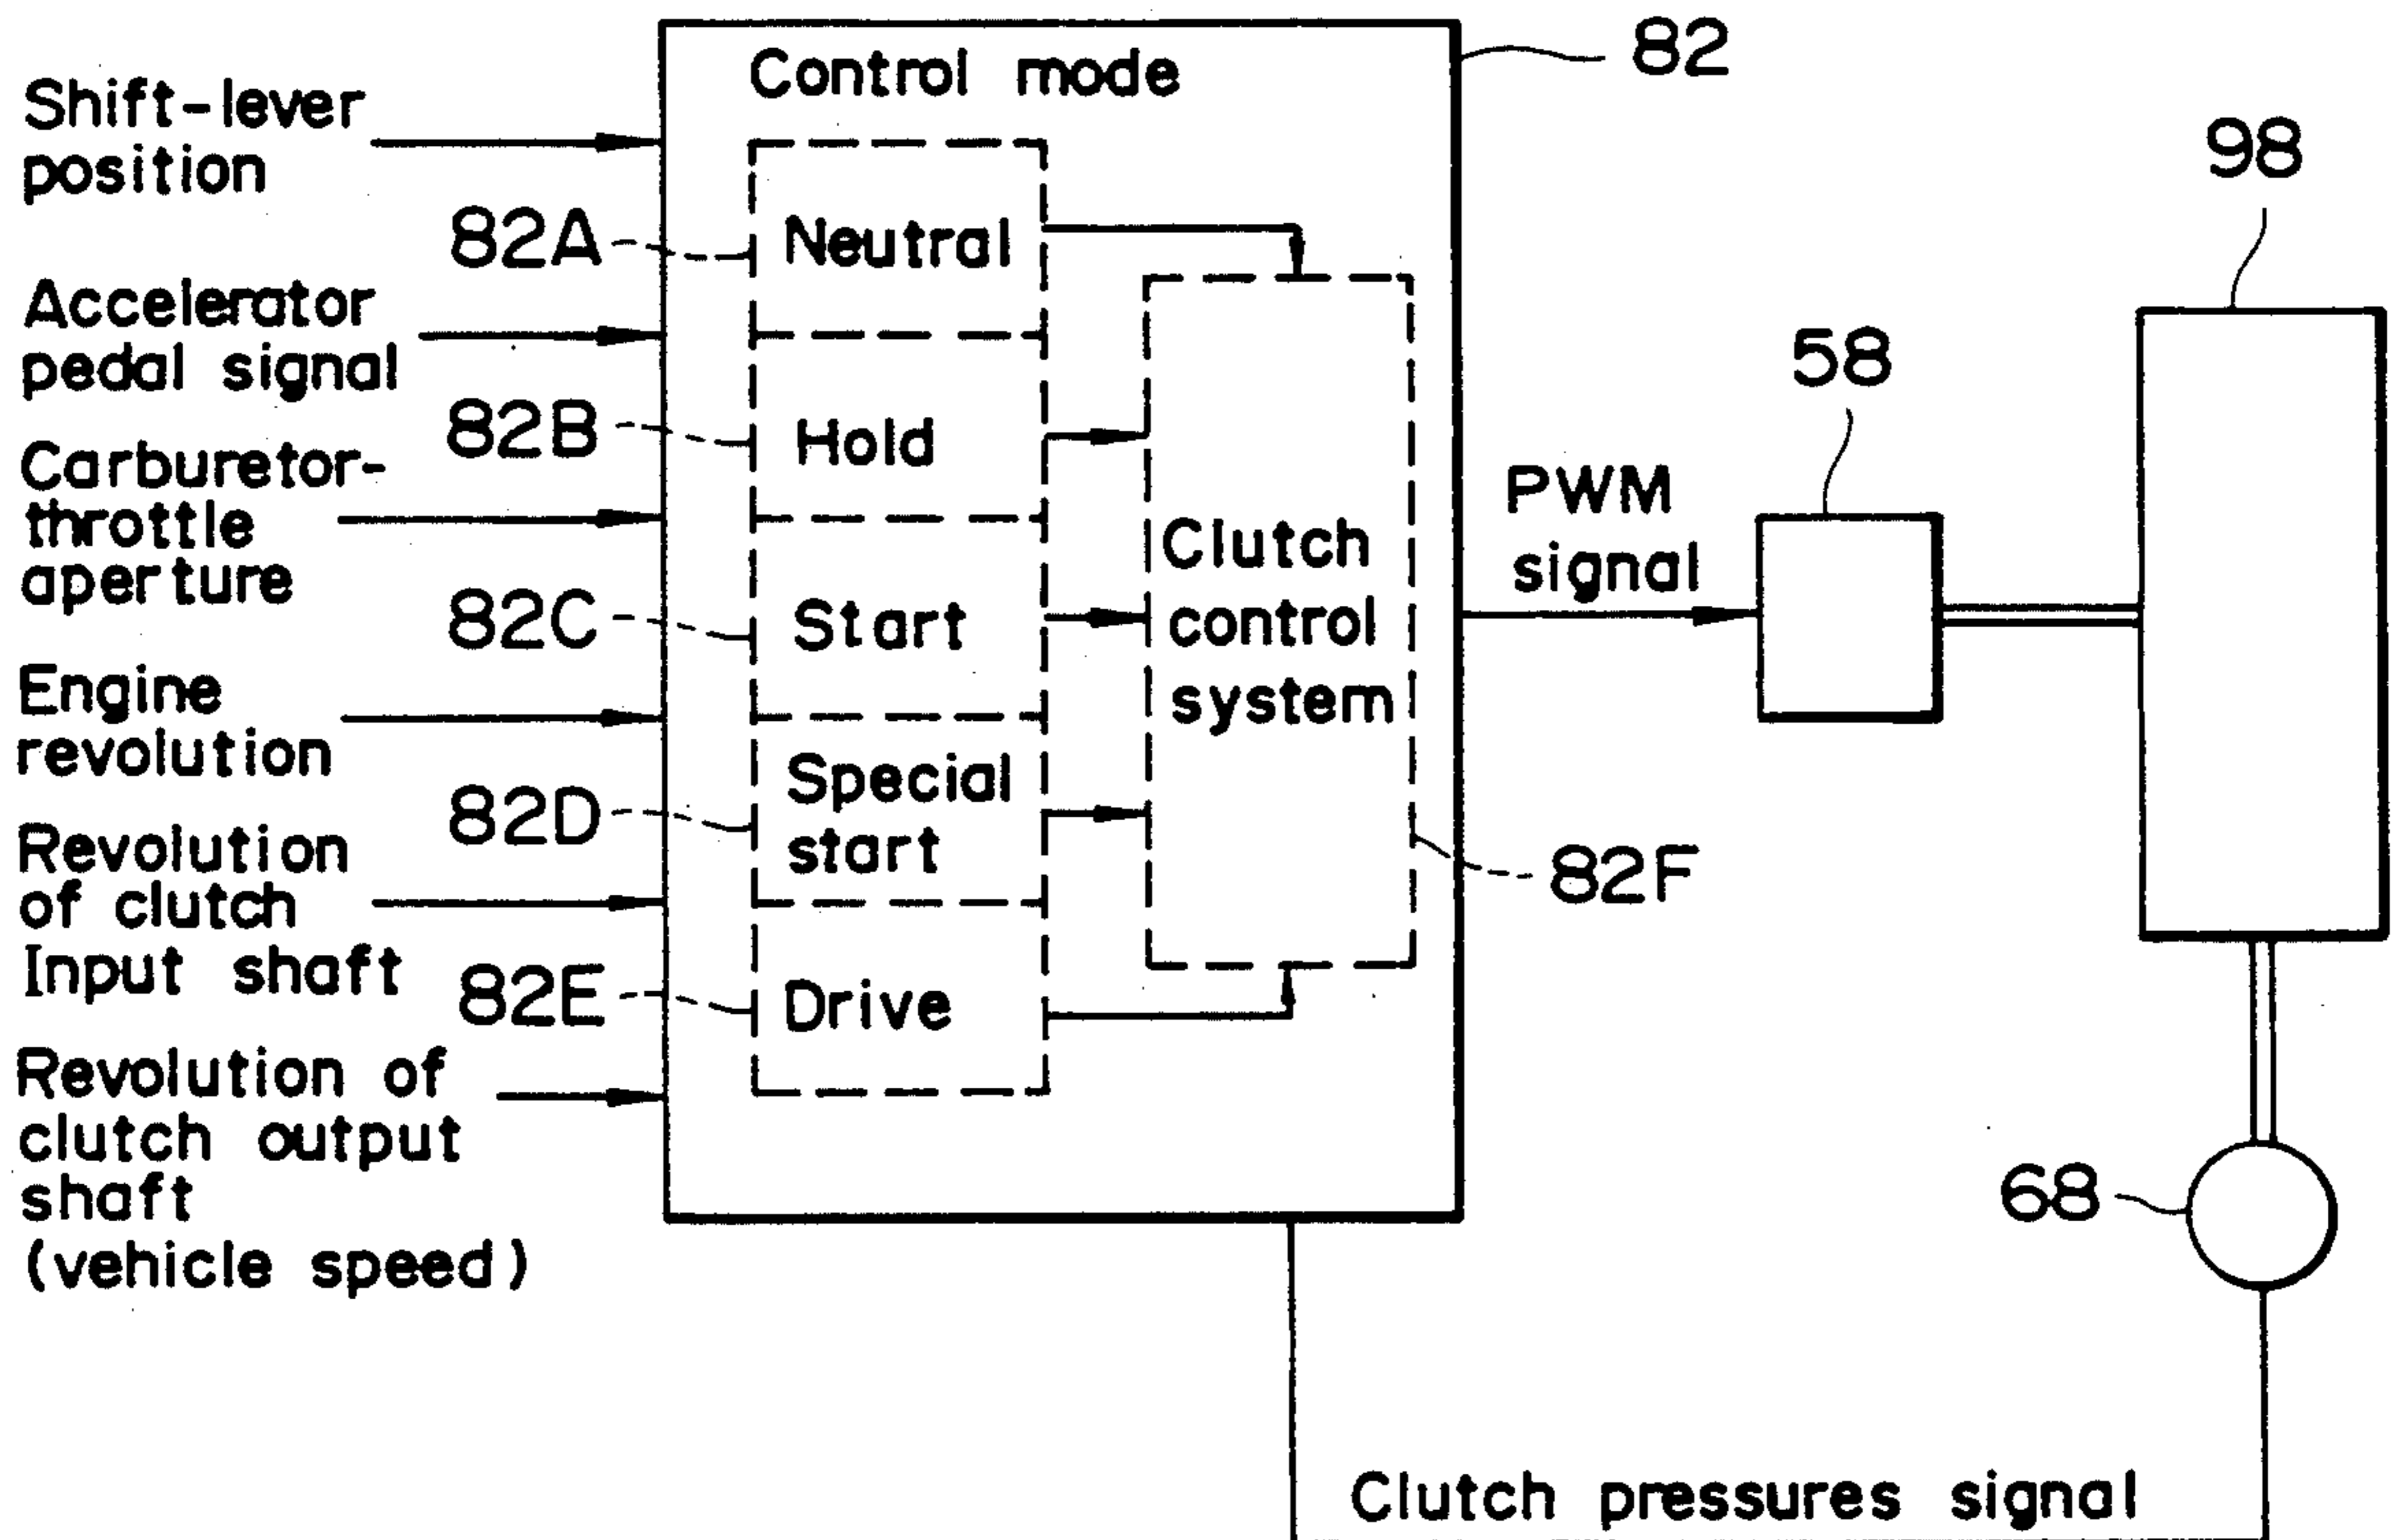 Control mode
82
Shift-lever
position
Accelerator
pedal signal
Carburetor-
throttle
aperture
Engine
revolution
Revolution
of clutch
Input shaft
Revolution of
clutch output
shaft
(vehicle speed)
82A
Neutral
82B
Hold
82C
Start
82D
Special
start
82E
Drive
Clutch
control
system
82F
PWM
signal
58
98
68
Clutch pressures signal